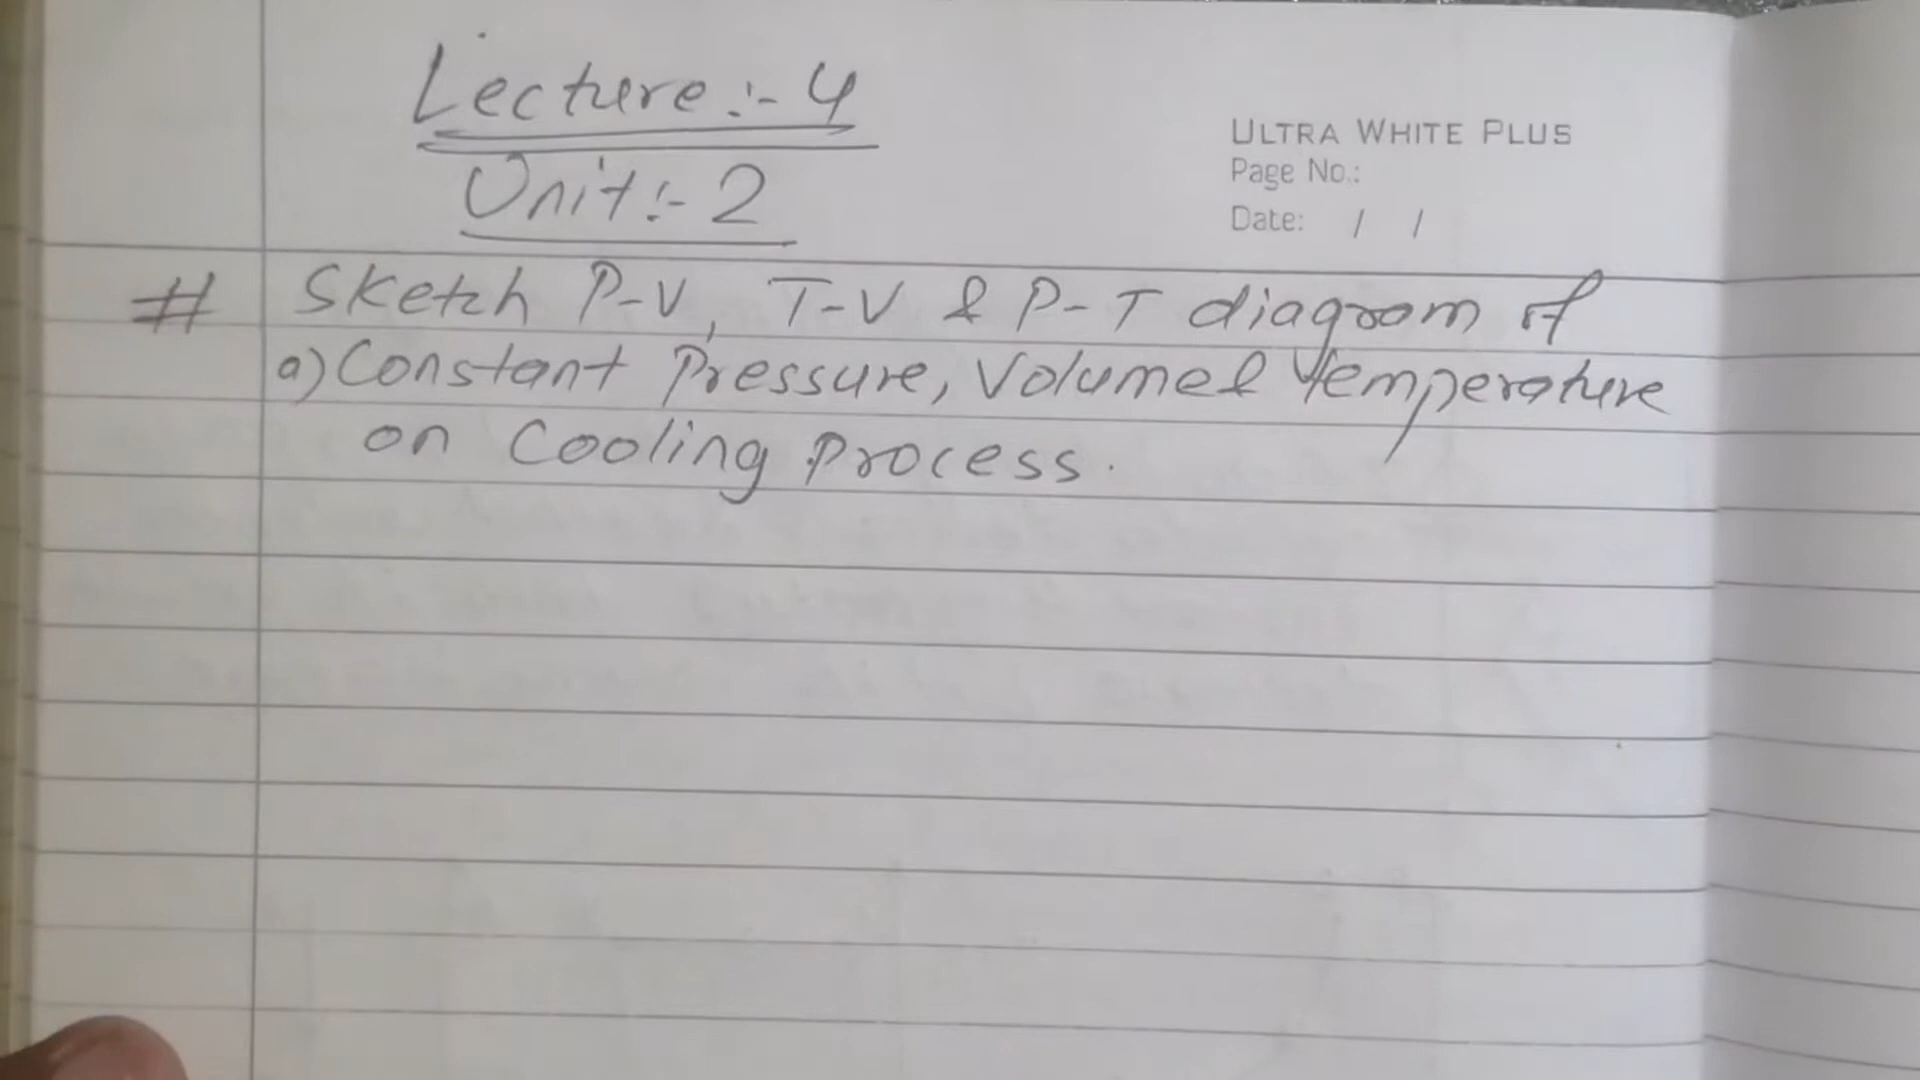 Lecture:- 4
Unit:- 2
ULTRA WHITE PLUS
Page No.:
Date: / /
# Sketch P-V, T-V & P-T diagram of
a) Constant Pressure, Volume & Temperature
on Cooling Process.